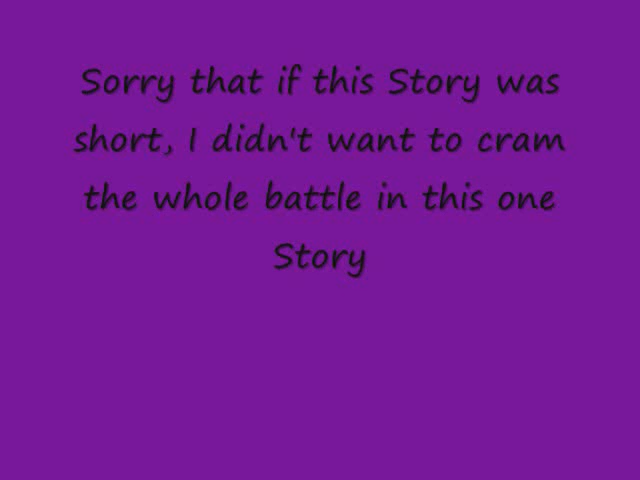 Sorry that if this Story was
short, I didn't want to cram
the whole battle in this one
Story